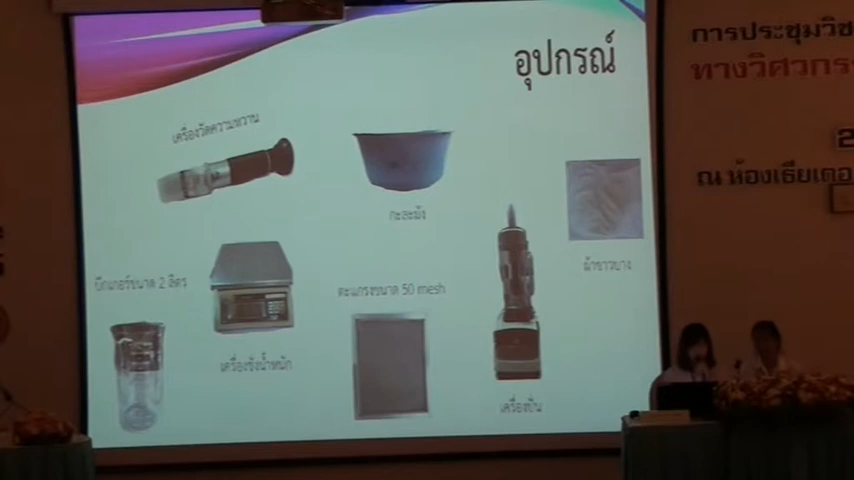 อุปกรณ์
เครื่องวัดความหวาน
กะละมัง
ผ้าขาวบาง
บีกเกอร์ขนาด 2 ลิตร
ตะแกรงขนาด 50 mesh
เครื่องชั่งน้ำหนัก
เครื่องปั่น
การประชุมวิช
ทางวิศวกร
ณ ห้องเธียเตอ